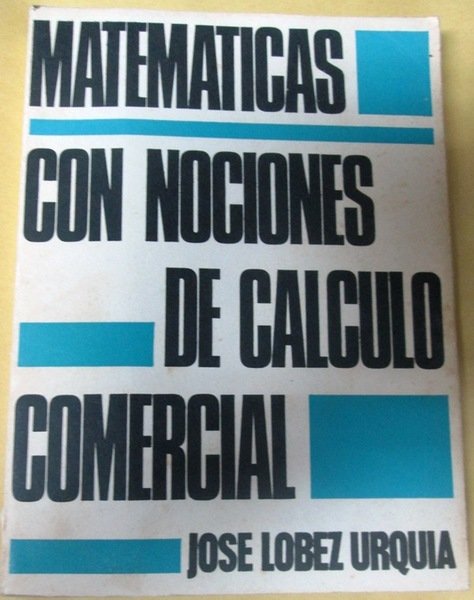 MATEMATICAS
CON NOCIONES
DE CALCULO
COMERCIAL
JOSE LOBEZ URQUIA